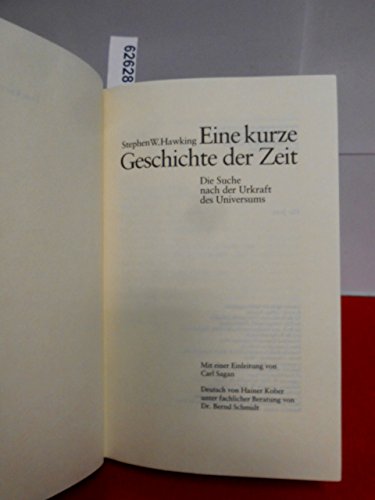 62628
Stephen W. Hawking Eine kurze
Geschichte der Zeit
Die Suche
nach der Urkraft
des Universums
Mit einer Einleitung von
Carl Sagan
Deutsch von Hainer Kober
unter fachlicher Beratung von
Dr. Bernd Schmidt